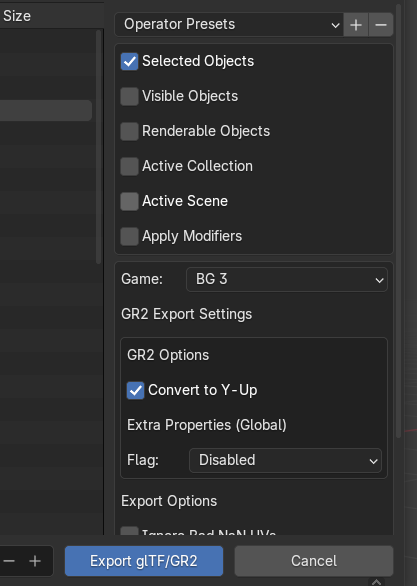 Size
Operator Presets
Selected Objects
Visible Objects
Renderable Objects
Active Collection
Active Scene
Apply Modifiers
Game: BG 3
GR2 Export Settings
GR2 Options
Convert to Y-Up
Extra Properties (Global)
Flag: Disabled
Export Options
Ignore Bad NaN UVs
Export glTF/GR2 Cancel